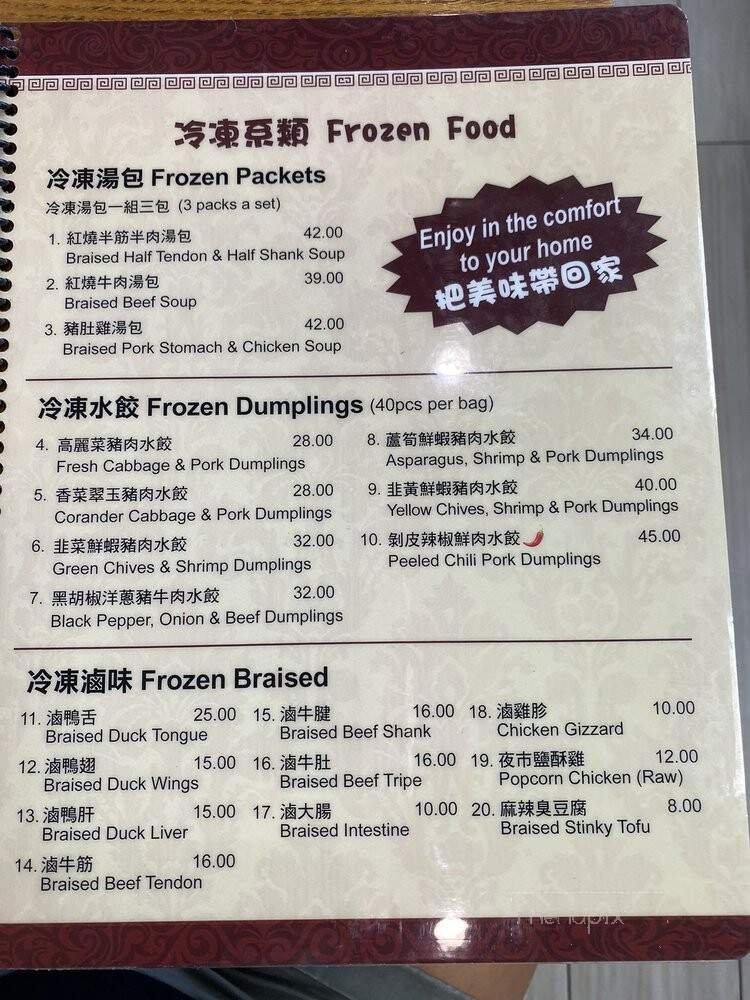 冷凍系類 Frozen Food
冷凍湯包 Frozen Packets
冷凍湯包一組三包 (3 packs a set)
1. 紅燒半筋半肉湯包 42.00
Braised Half Tendon & Half Shank Soup
2. 紅燒牛肉湯包 39.00
Braised Beef Soup
3. 豬肚雞湯包 42.00
Braised Pork Stomach & Chicken Soup
Enjoy in the comfort
to your home
把美味帶回家
冷凍水餃 Frozen Dumplings (40pcs per bag)
4. 高麗菜豬肉水餃 28.00
Fresh Cabbage & Pork Dumplings
5. 香菜翠玉豬肉水餃 28.00
Corander Cabbage & Pork Dumplings
6. 韭菜鮮蝦豬肉水餃 32.00
Green Chives & Shrimp Dumplings
7. 黑胡椒洋蔥豬牛肉水餃 32.00
Black Pepper, Onion & Beef Dumplings
8. 蘆筍鮮蝦豬肉水餃 34.00
Asparagus, Shrimp & Pork Dumplings
9. 韭黃鮮蝦豬肉水餃 40.00
Yellow Chives, Shrimp & Pork Dumplings
10. 剝皮辣椒鮮肉水餃 45.00
Peeled Chili Pork Dumplings
冷凍滷味 Frozen Braised
11. 滷鴨舌 25.00
Braised Duck Tongue
12. 滷鴨翅 15.00
Braised Duck Wings
13. 滷鴨肝 15.00
Braised Duck Liver
14. 滷牛筋 16.00
Braised Beef Tendon
15. 滷牛腱 16.00
Braised Beef Shank
16. 滷牛肚 16.00
Braised Beef Tripe
17. 滷大腸 10.00
Braised Intestine
18. 滷雞胗 10.00
Chicken Gizzard
19. 夜市鹽酥雞 12.00
Popcorn Chicken (Raw)
20. 麻辣臭豆腐 8.00
Braised Stinky Tofu
menupix